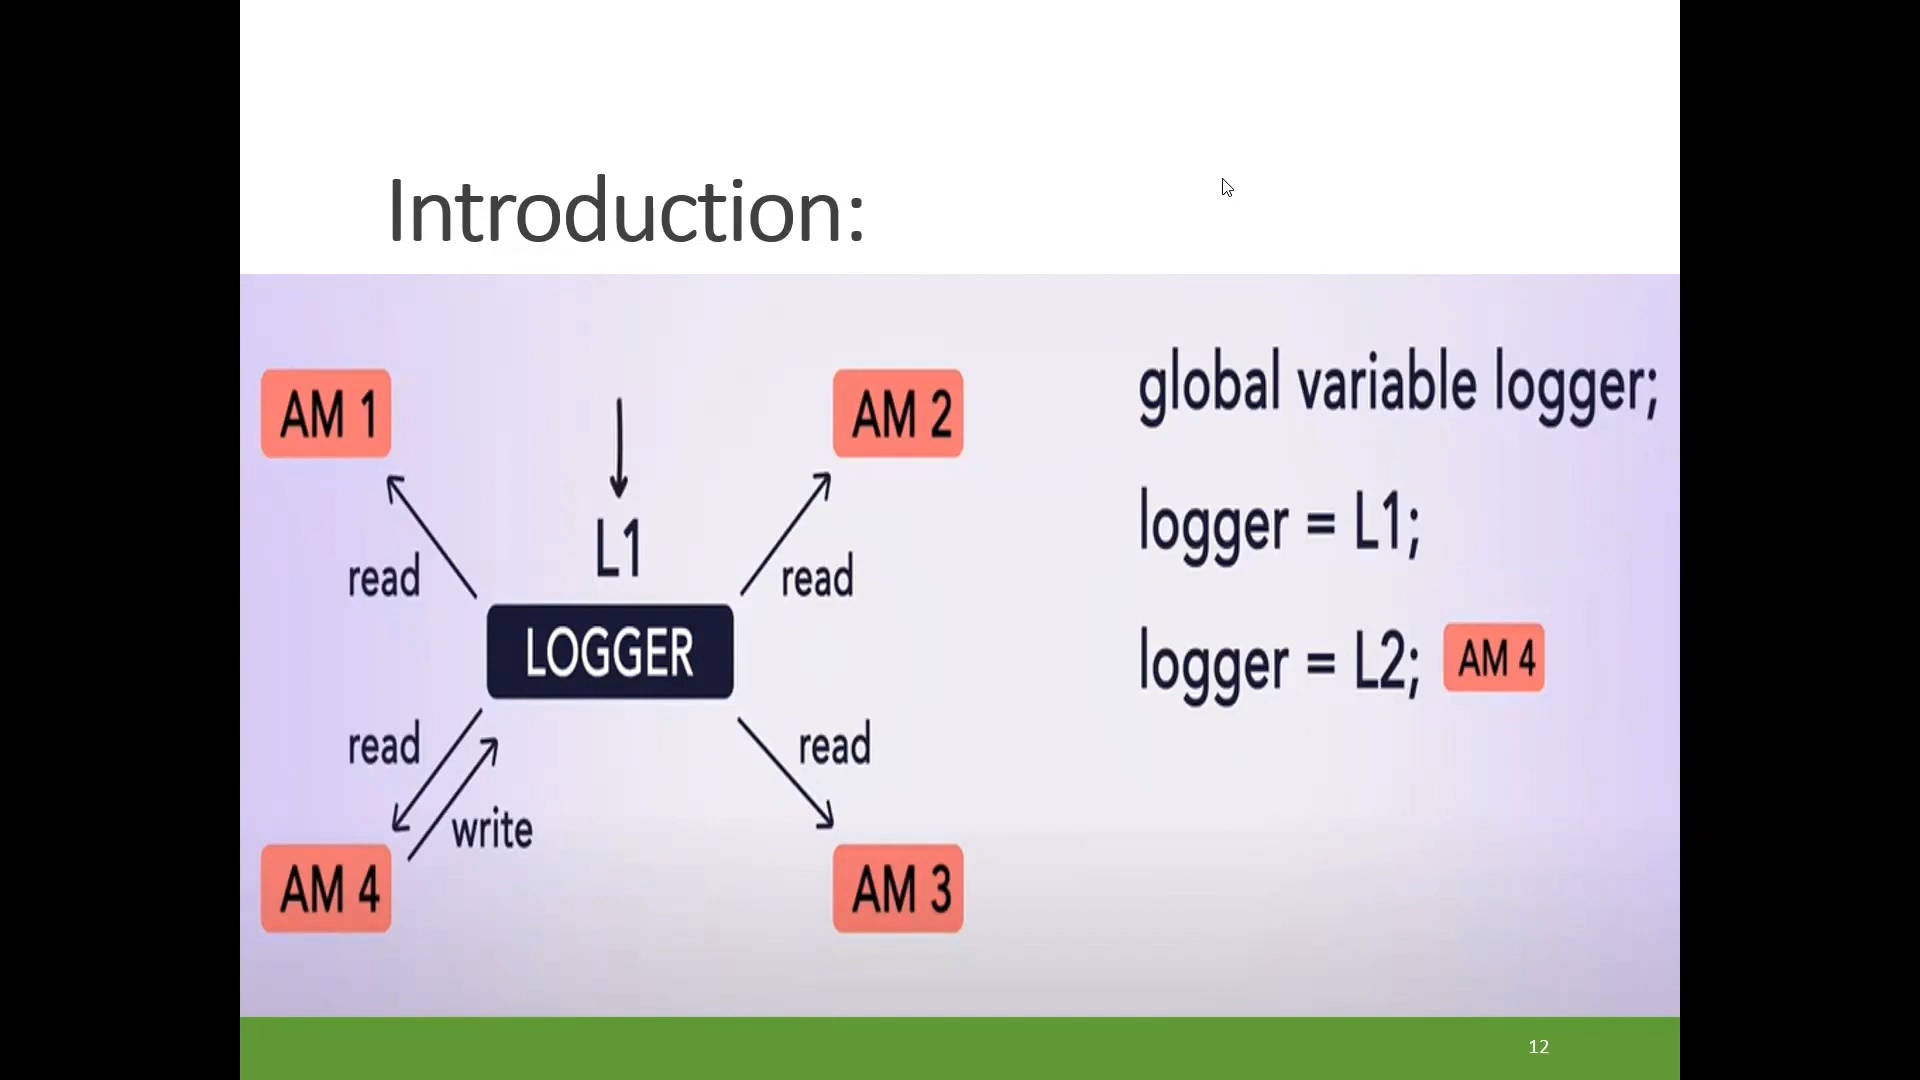 Introduction:
AM 1
AM 2
global variable logger;
L1
logger = L1;
read
read
LOGGER
logger = L2; AM 4
read
read
write
AM 4
AM 3
12